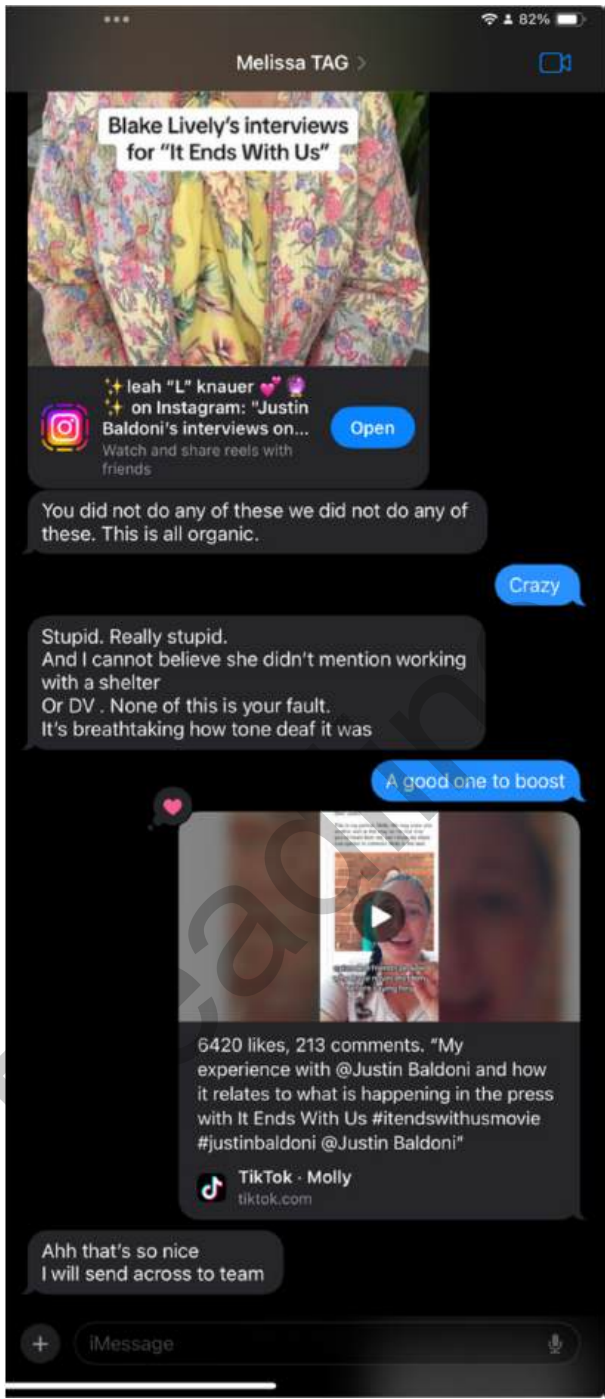 82%
Melissa TAG >
Blake Lively's interviews
for "It Ends With Us"
✨ leah "L" knauer 💕 🔮
✨ on Instagram: "Justin
Baldoni's interviews on...
Watch and share reels with
friends
Open
You did not do any of these we did not do any of
these. This is all organic.
Crazy
Stupid. Really stupid.
And I cannot believe she didn't mention working
with a shelter
Or DV . None of this is your fault.
It's breathtaking how tone deaf it was
A good one to boost
6420 likes, 213 comments. "My
experience with @Justin Baldoni and how
it relates to what is happening in the press
with It Ends With Us #itendswithusmovie
#justinbaldoni @Justin Baldoni"
TikTok · Molly
tiktok.com
Ahh that's so nice
I will send across to team
iMessage